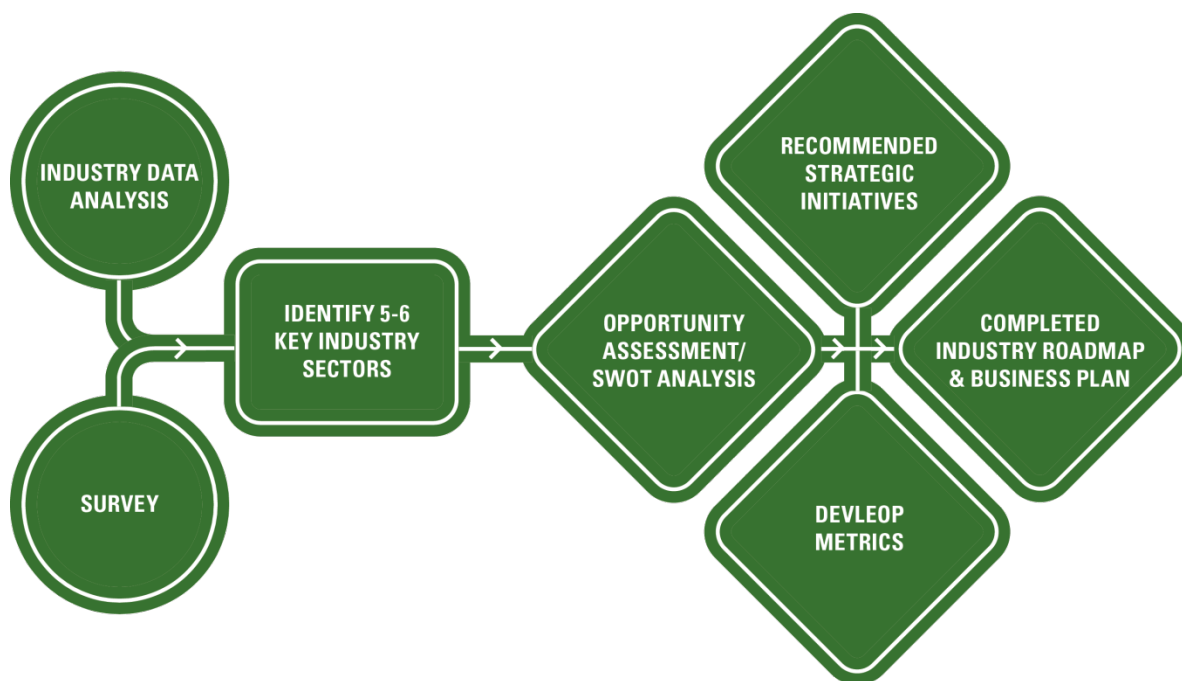 INDUSTRY DATA
ANALYSIS
SURVEY
IDENTIFY 5-6
KEY INDUSTRY
SECTORS
OPPORTUNITY
ASSESSMENT/
SWOT ANALYSIS
RECOMMENDED
STRATEGIC
INITIATIVES
DEVLEOP
METRICS
COMPLETED
INDUSTRY ROADMAP
& BUSINESS PLAN